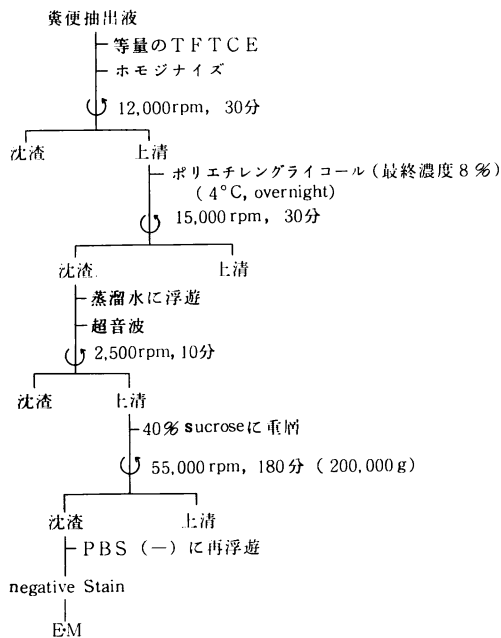 糞便抽出液
等量のTFTCE
ホモジナイズ
12,000rpm, 30分
沈渣 上清
ポリエチレングライコール(最終濃度8%)
(4°C, overnight)
15,000rpm, 30分
沈渣 上清
蒸溜水に浮遊
超音波
2,500rpm, 10分
沈渣 上清
40% sucroseに重層
55,000rpm, 180分(200,000g)
沈渣 上清
PBS(−)に再浮遊
negative Stain
E・M